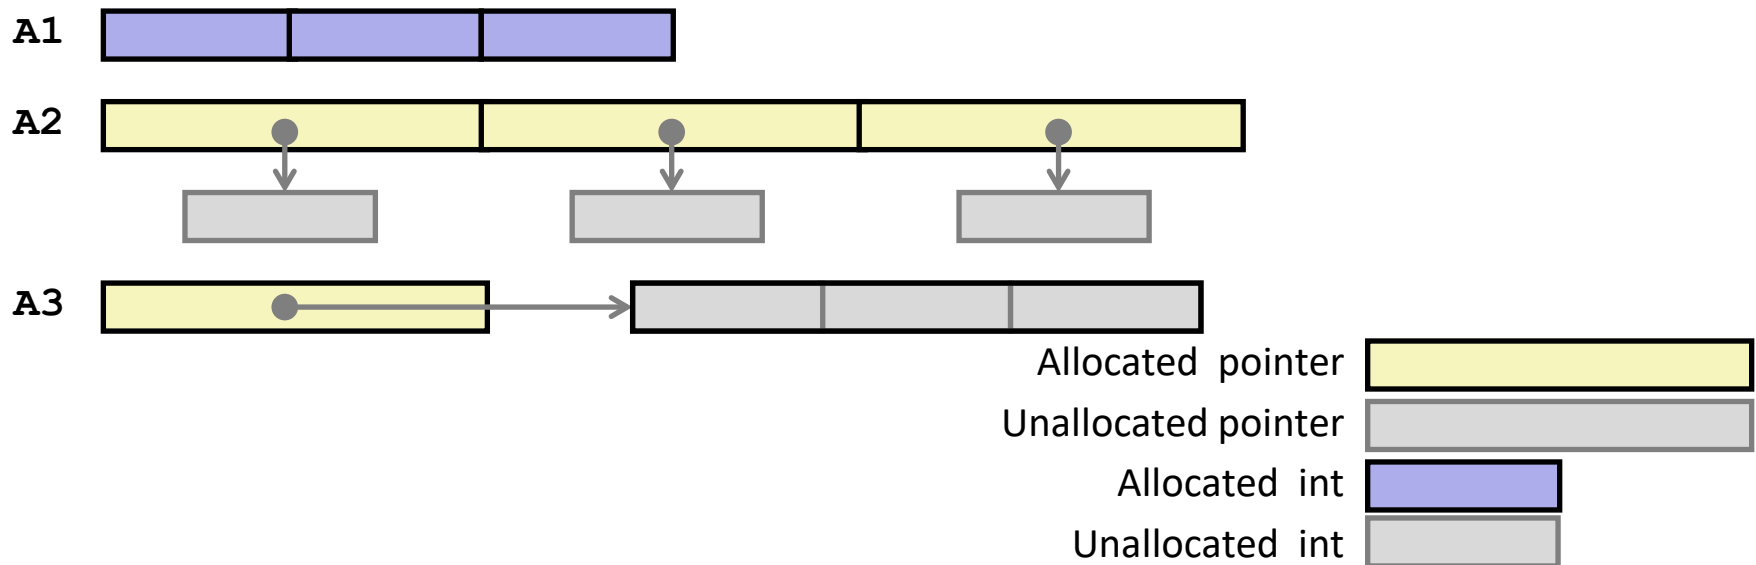 A1
A2
A3
Allocated pointer
Unallocated pointer
Allocated int
Unallocated int